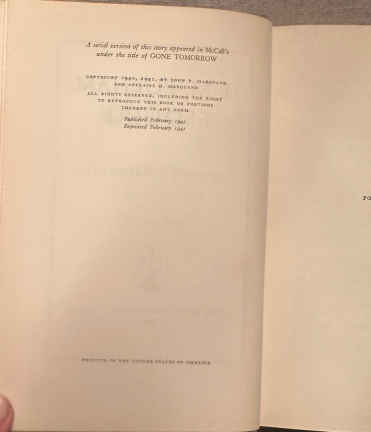 A serial version of this story appeared in McCall's
under the title of GONE TOMORROW
COPYRIGHT 1940, 1941, BY JOHN P. MARQUAND
AND ADELAIDE H. MARQUAND
ALL RIGHTS RESERVED, INCLUDING THE RIGHT
TO REPRODUCE THIS BOOK OR PORTIONS
THEREOF IN ANY FORM
Published February 1941
Reprinted February 1941
PRINTED IN THE UNITED STATES OF AMERICA